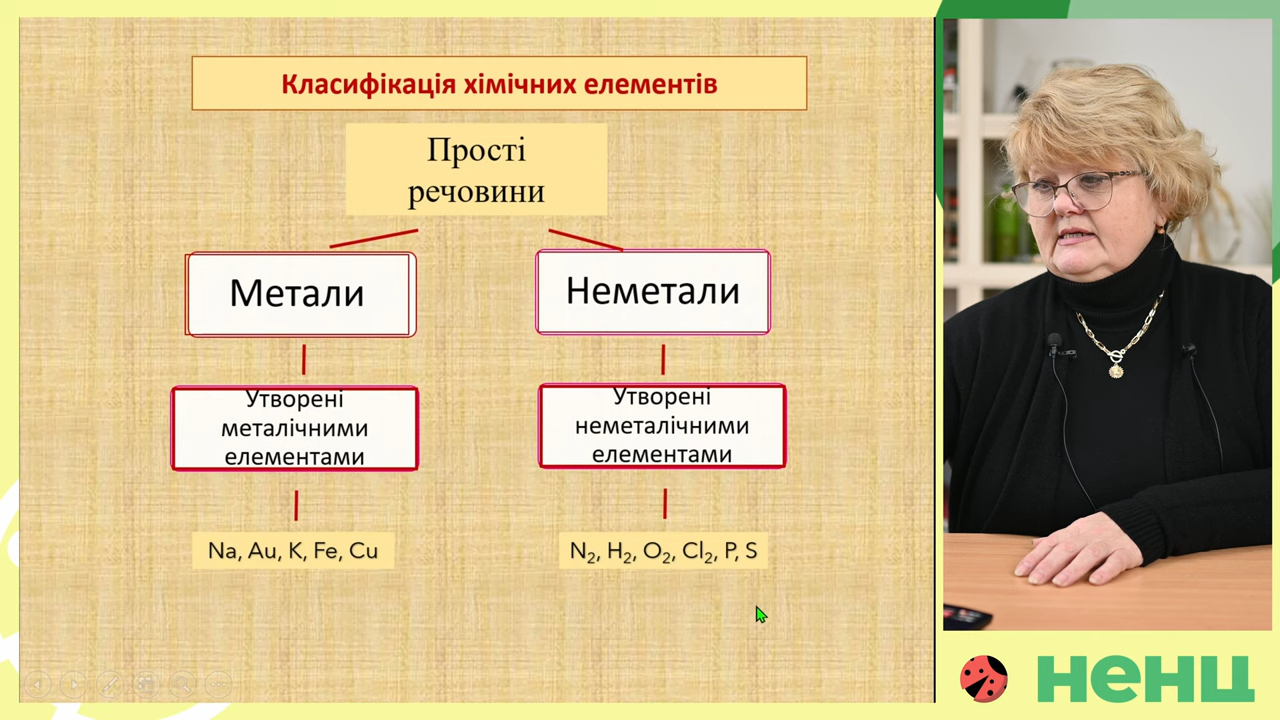 Класифікація хімічних елементів
Прості
речовини
Метали
Неметали
Утворені
металічними
елементами
Утворені
неметалічними
елементами
Na, Au, K, Fe, Cu
N₂, H₂, O₂, Cl₂, P, S
ненц